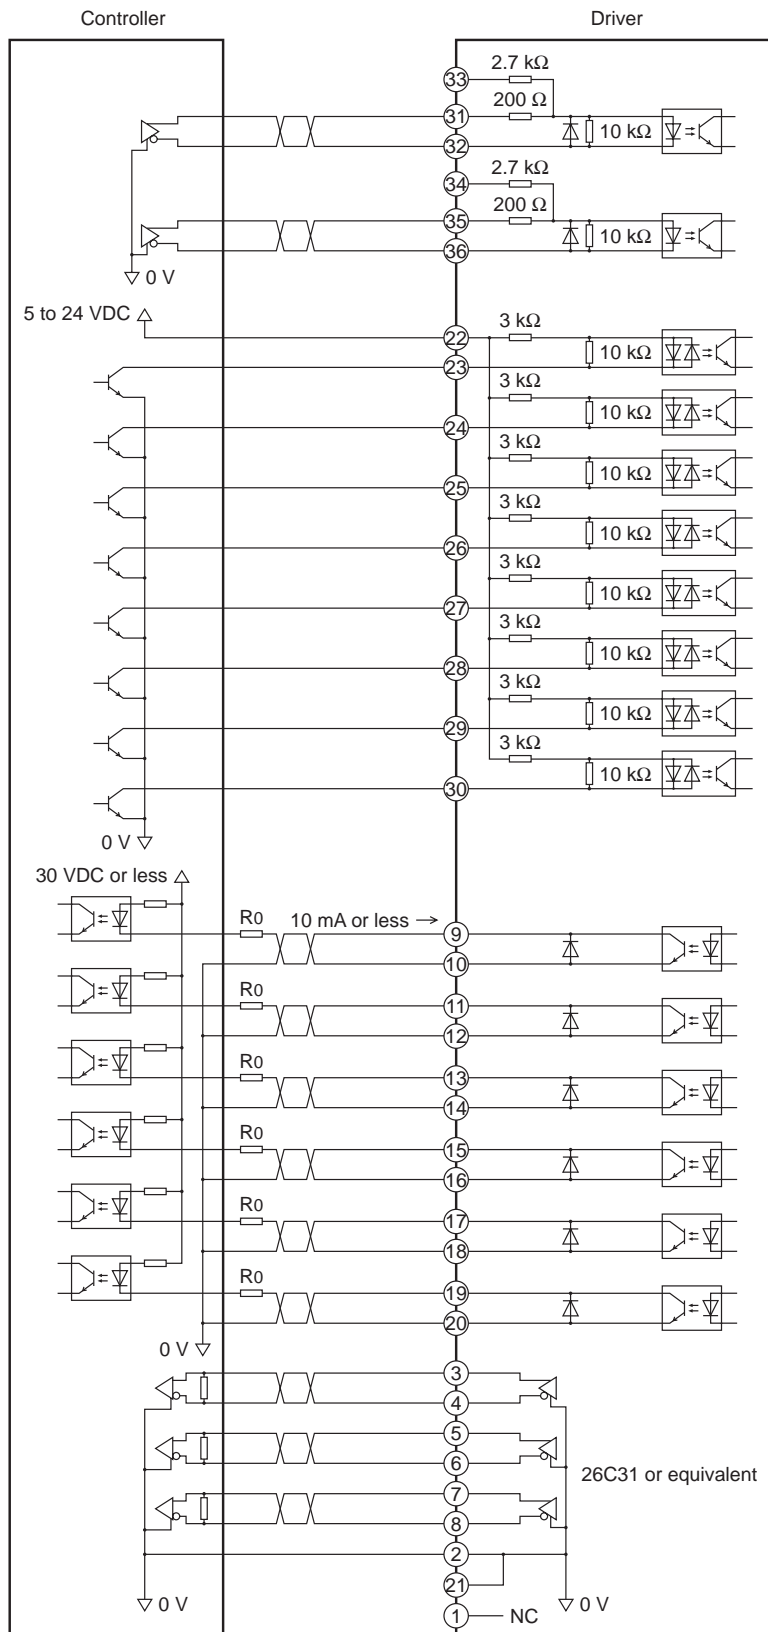 Controller Driver
33 2.7 kΩ
31 200 Ω
32 10 kΩ
34 2.7 kΩ
35 200 Ω
36 10 kΩ
0 V
5 to 24 VDC
22 3 kΩ
23 10 kΩ
3 kΩ
24 10 kΩ
3 kΩ
25 10 kΩ
3 kΩ
26 10 kΩ
3 kΩ
27 10 kΩ
3 kΩ
28 10 kΩ
3 kΩ
29 10 kΩ
3 kΩ
30 10 kΩ
0 V
30 VDC or less
R0 10 mA or less → 9
10
R0 11
12
R0 13
14
R0 15
16
R0 17
18
R0 19
20
0 V
3
4
5
6
26C31 or equivalent
7
8
2
21
0 V 0 V
1 NC